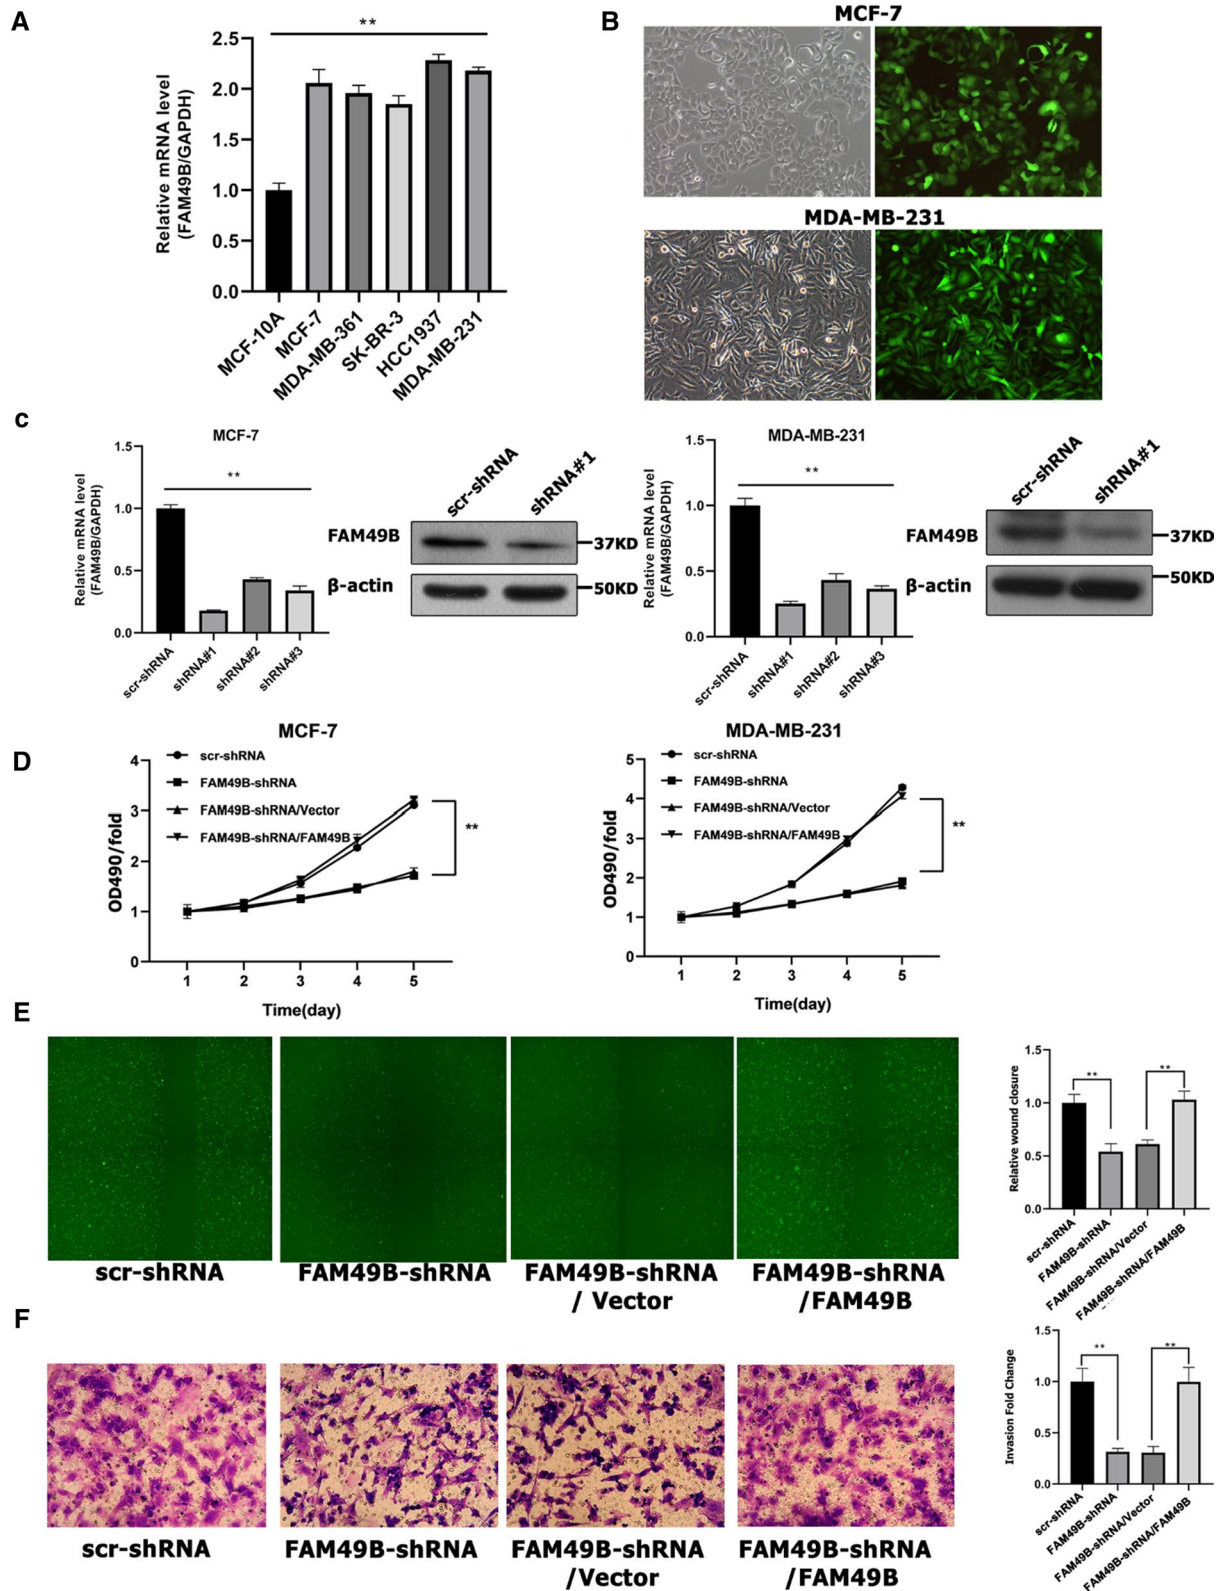 A
**
Relative mRNA level
(FAM49B/GAPDH)
2.5
2.0
1.5
1.0
0.5
0.0
MCF-10A
MCF-7
MDA-MB-361
SK-BR-3
HCC1937
MDA-MB-231
B
MCF-7
MDA-MB-231
c
MCF-7
**
Relative mRNA level
(FAM49B/GAPDH)
1.5
1.0
0.5
0.0
scr-shRNA
shRNA#1
shRNA#2
shRNA#3
scr-shRNA
shRNA#1
FAM49B
37KD
β-actin
50KD
MDA-MB-231
**
Relative mRNA level
(FAM49B/GAPDH)
1.5
1.0
0.5
0.0
scr-shRNA
shRNA#1
shRNA#2
shRNA#3
scr-shRNA
shRNA#1
FAM49B
37KD
β-actin
50KD
D
MCF-7
OD490/fold
4
3
2
1
0
scr-shRNA
FAM49B-shRNA
FAM49B-shRNA/Vector
FAM49B-shRNA/FAM49B
**
1 2 3 4 5
Time(day)
MDA-MB-231
OD490/fold
5
4
3
2
1
0
scr-shRNA
FAM49B-shRNA
FAM49B-shRNA/Vector
FAM49B-shRNA/FAM49B
**
1 2 3 4 5
Time(day)
E
scr-shRNA
FAM49B-shRNA
FAM49B-shRNA
/ Vector
FAM49B-shRNA
/FAM49B
Relative wound closure
1.5
1.0
0.5
0.0
**
**
scr-shRNA
FAM49B-shRNA
FAM49B-shRNA/Vector
FAM49B-shRNA/FAM49B
F
scr-shRNA
FAM49B-shRNA
FAM49B-shRNA
/Vector
FAM49B-shRNA
/FAM49B
Invasion Fold Change
1.5
1.0
0.5
0.0
**
**
scr-shRNA
FAM49B-shRNA
FAM49B-shRNA/Vector
FAM49B-shRNA/FAM49B